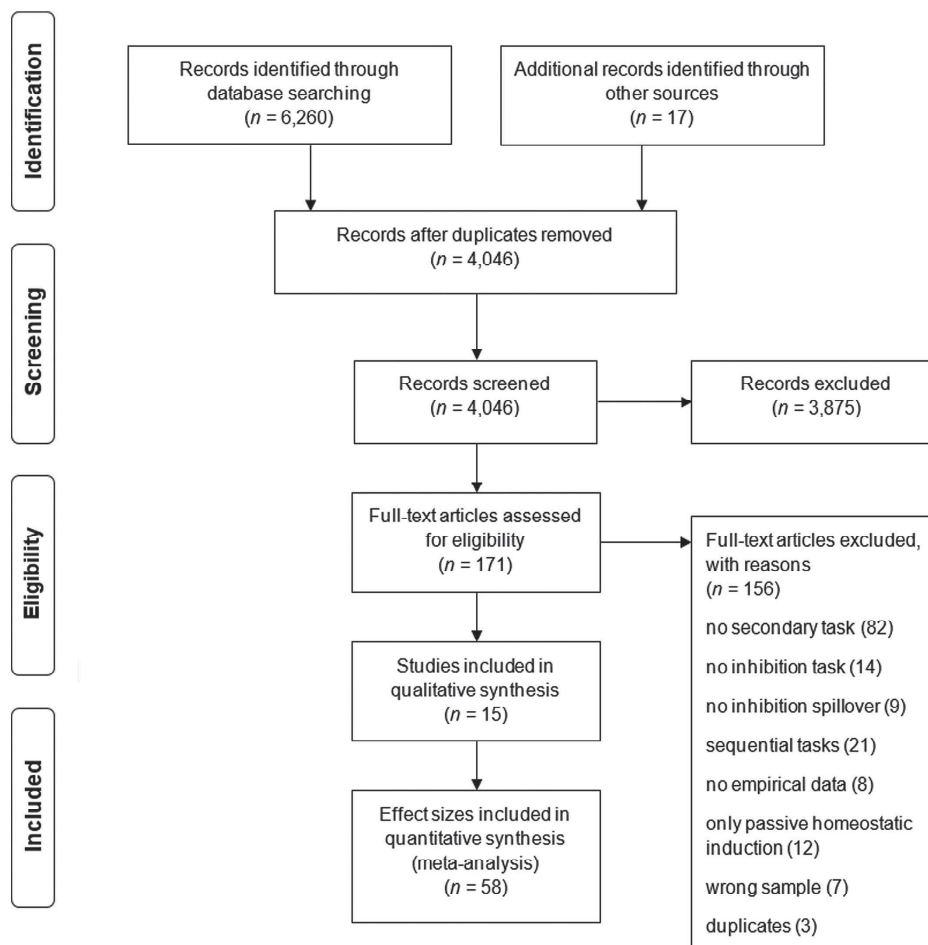 Identification
Records identified through
database searching
(n = 6,260)
Additional records identified through
other sources
(n = 17)
Records after duplicates removed
(n = 4,046)
Screening
Records screened
(n = 4,046)
Records excluded
(n = 3,875)
Eligibility
Full-text articles assessed
for eligibility
(n = 171)
Full-text articles excluded,
with reasons
(n = 156)
no secondary task (82)
no inhibition task (14)
no inhibition spillover (9)
sequential tasks (21)
no empirical data (8)
only passive homeostatic
induction (12)
wrong sample (7)
duplicates (3)
Studies included in
qualitative synthesis
(n = 15)
Included
Effect sizes included in
quantitative synthesis
(meta-analysis)
(n = 58)